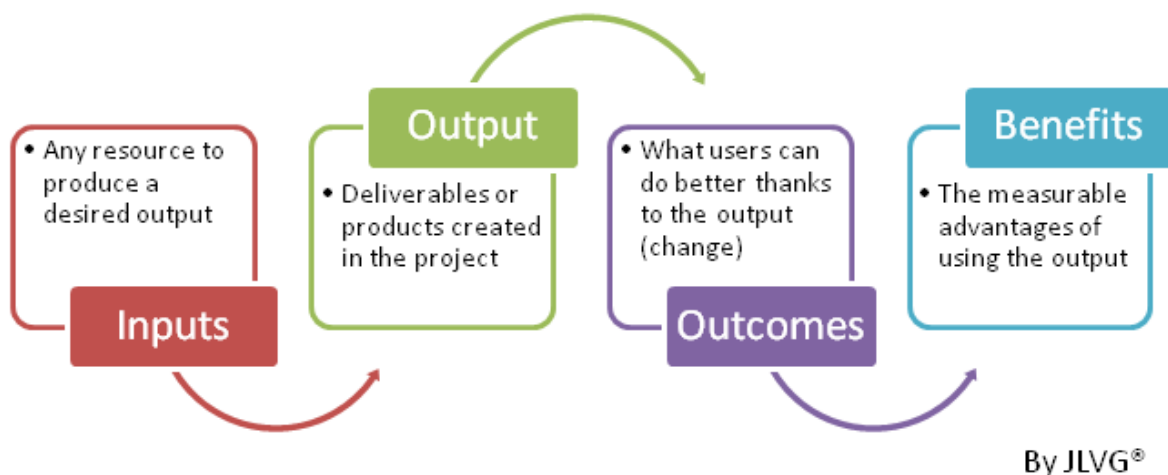 • Any resource to
produce a
desired output
Inputs
Output
• Deliverables or
products created
in the project
• What users can
do better thanks
to the output
(change)
Outcomes
Benefits
• The measurable
advantages of
using the output
By JLVG®